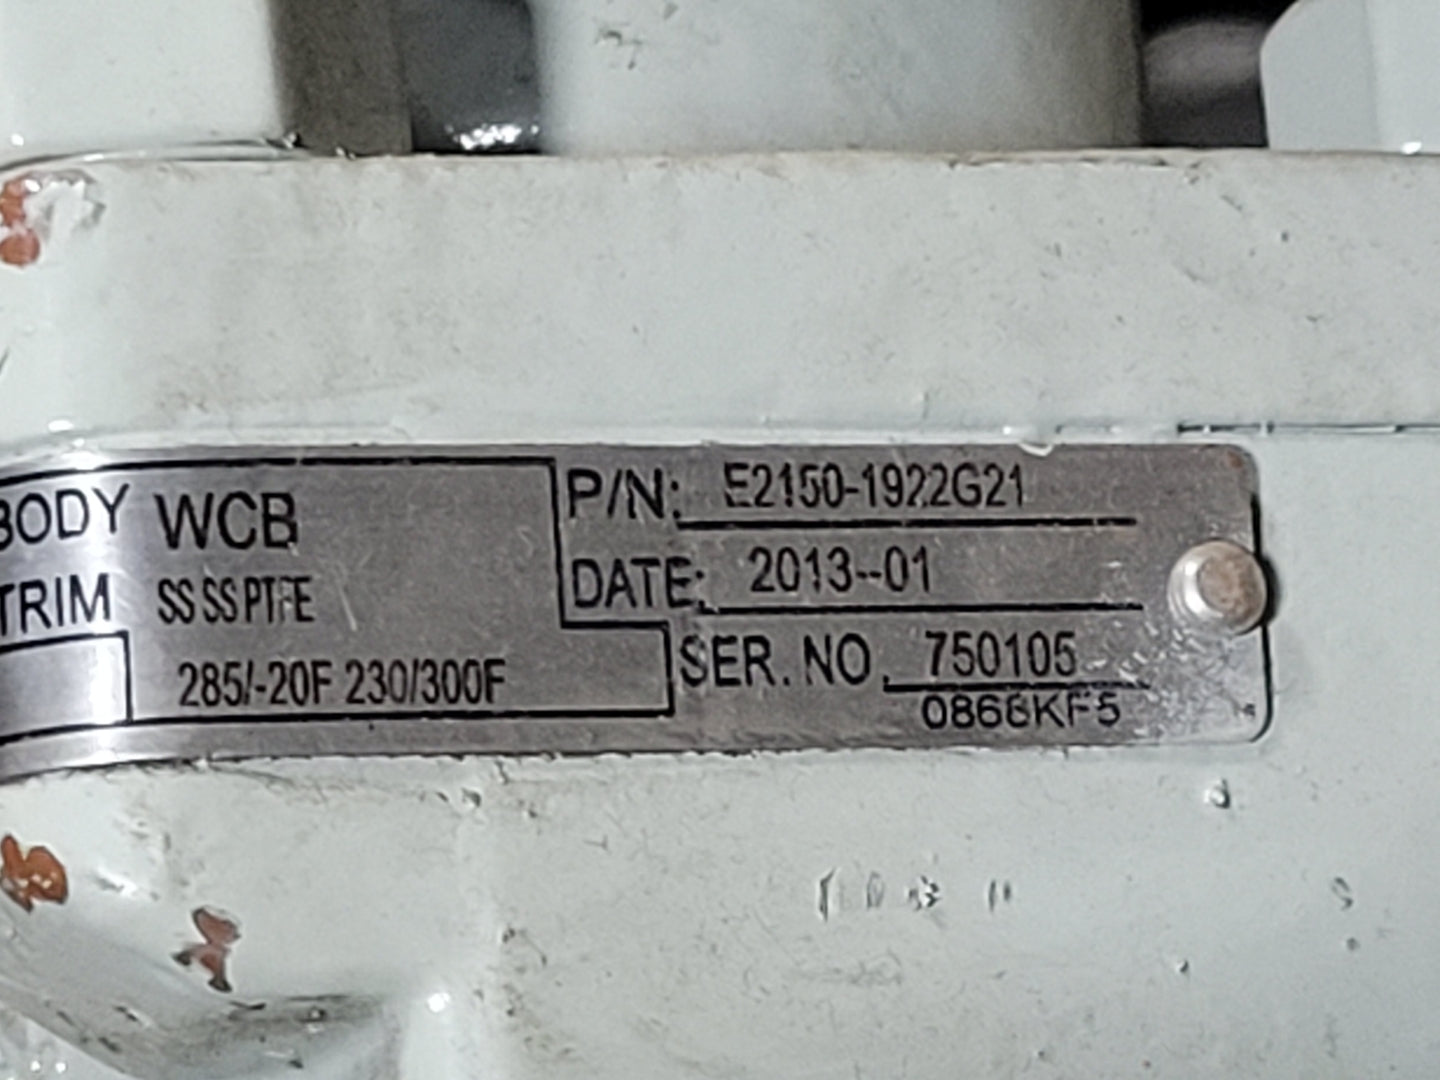 BODY WCB
TRIM SS SS PTFE
285/-20F 230/300F
P/N: E2150-1922G21
DATE: 2013--01
SER. NO. 750105
0866KF5